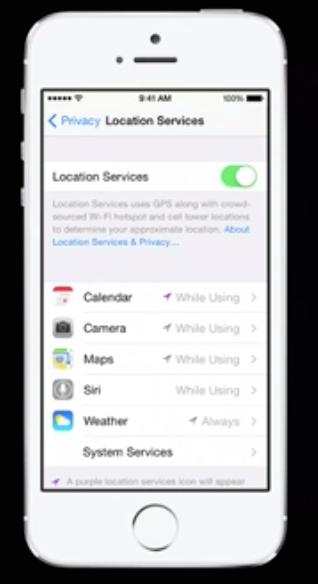 9:41 AM 100%
Privacy Location Services
Location Services
Location Services uses GPS along with crowd-
sourced Wi-Fi hotspot and cell tower locations
to determine your approximate location. About
Location Services & Privacy...
Calendar While Using
Camera While Using
Maps While Using
Siri While Using
Weather Always
System Services
A purple location services icon will appear